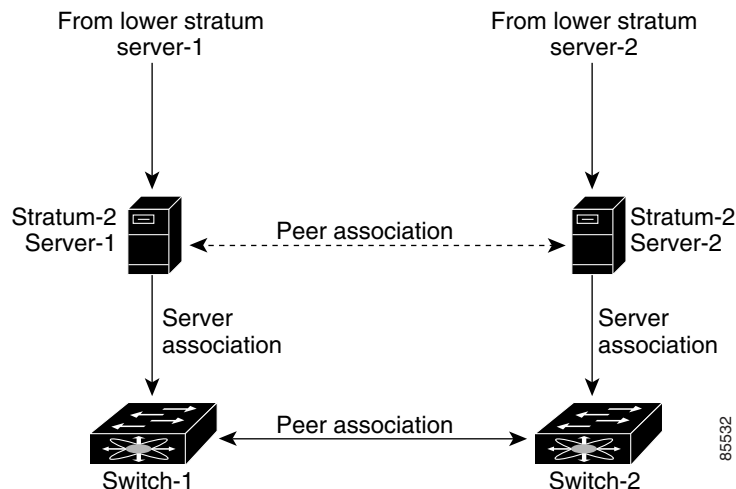 From lower stratum
server-1
From lower stratum
server-2
Stratum-2
Server-1
Peer association
Stratum-2
Server-2
Server
association
Server
association
Peer association
Switch-1
Switch-2
85532